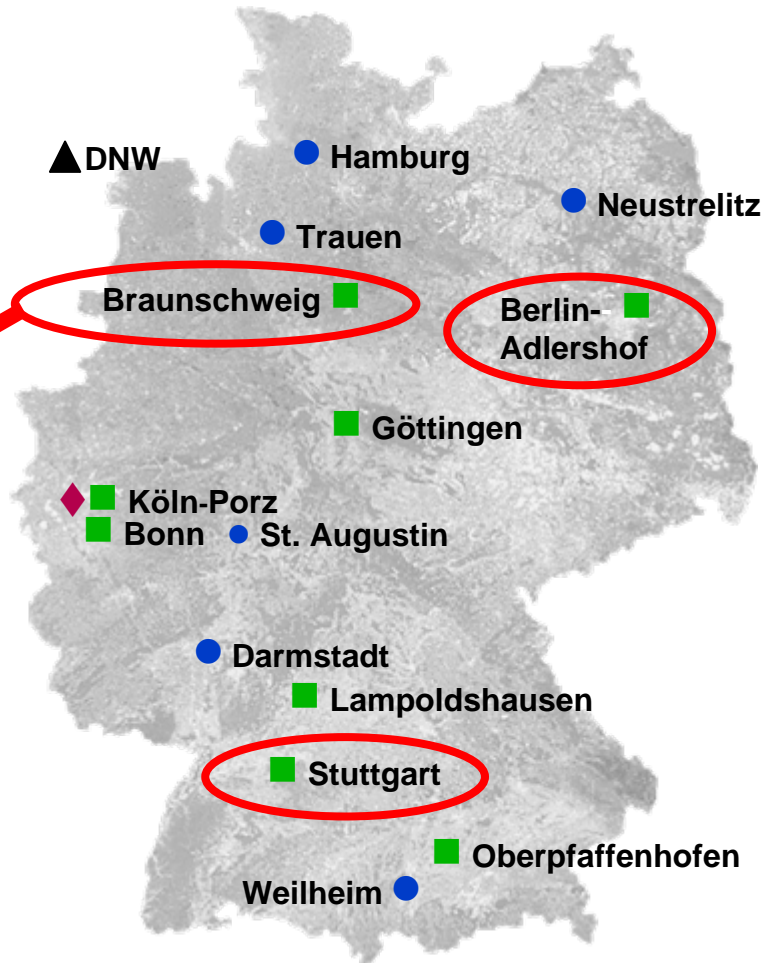 DNW
Hamburg
Neustrelitz
Trauen
Braunschweig
Berlin-
Adlershof
Göttingen
Köln-Porz
Bonn
St. Augustin
Darmstadt
Lampoldshausen
Stuttgart
Oberpfaffenhofen
Weilheim